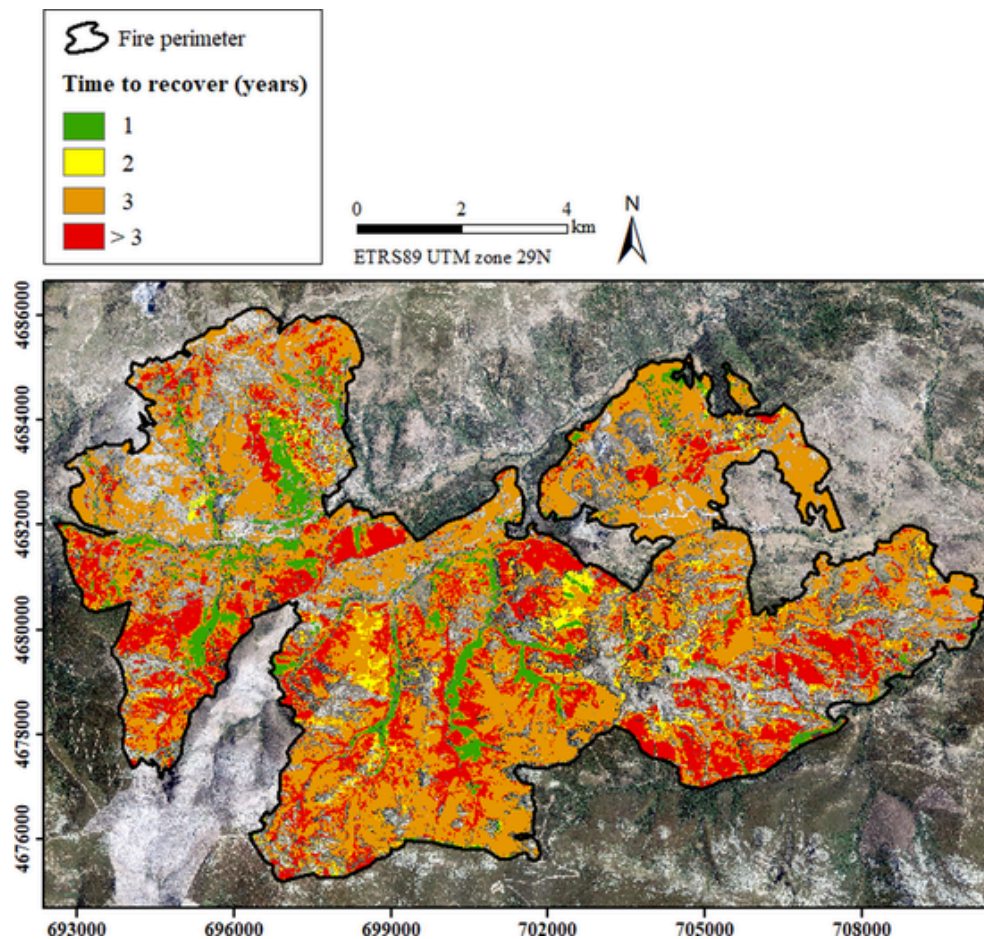 Fire perimeter
Time to recover (years)
1
2
3
> 3
0 2 4
km
N
ETRS89 UTM zone 29N
4686000
4684000
4682000
4680000
4678000
4676000
693000 696000 699000 702000 705000 708000